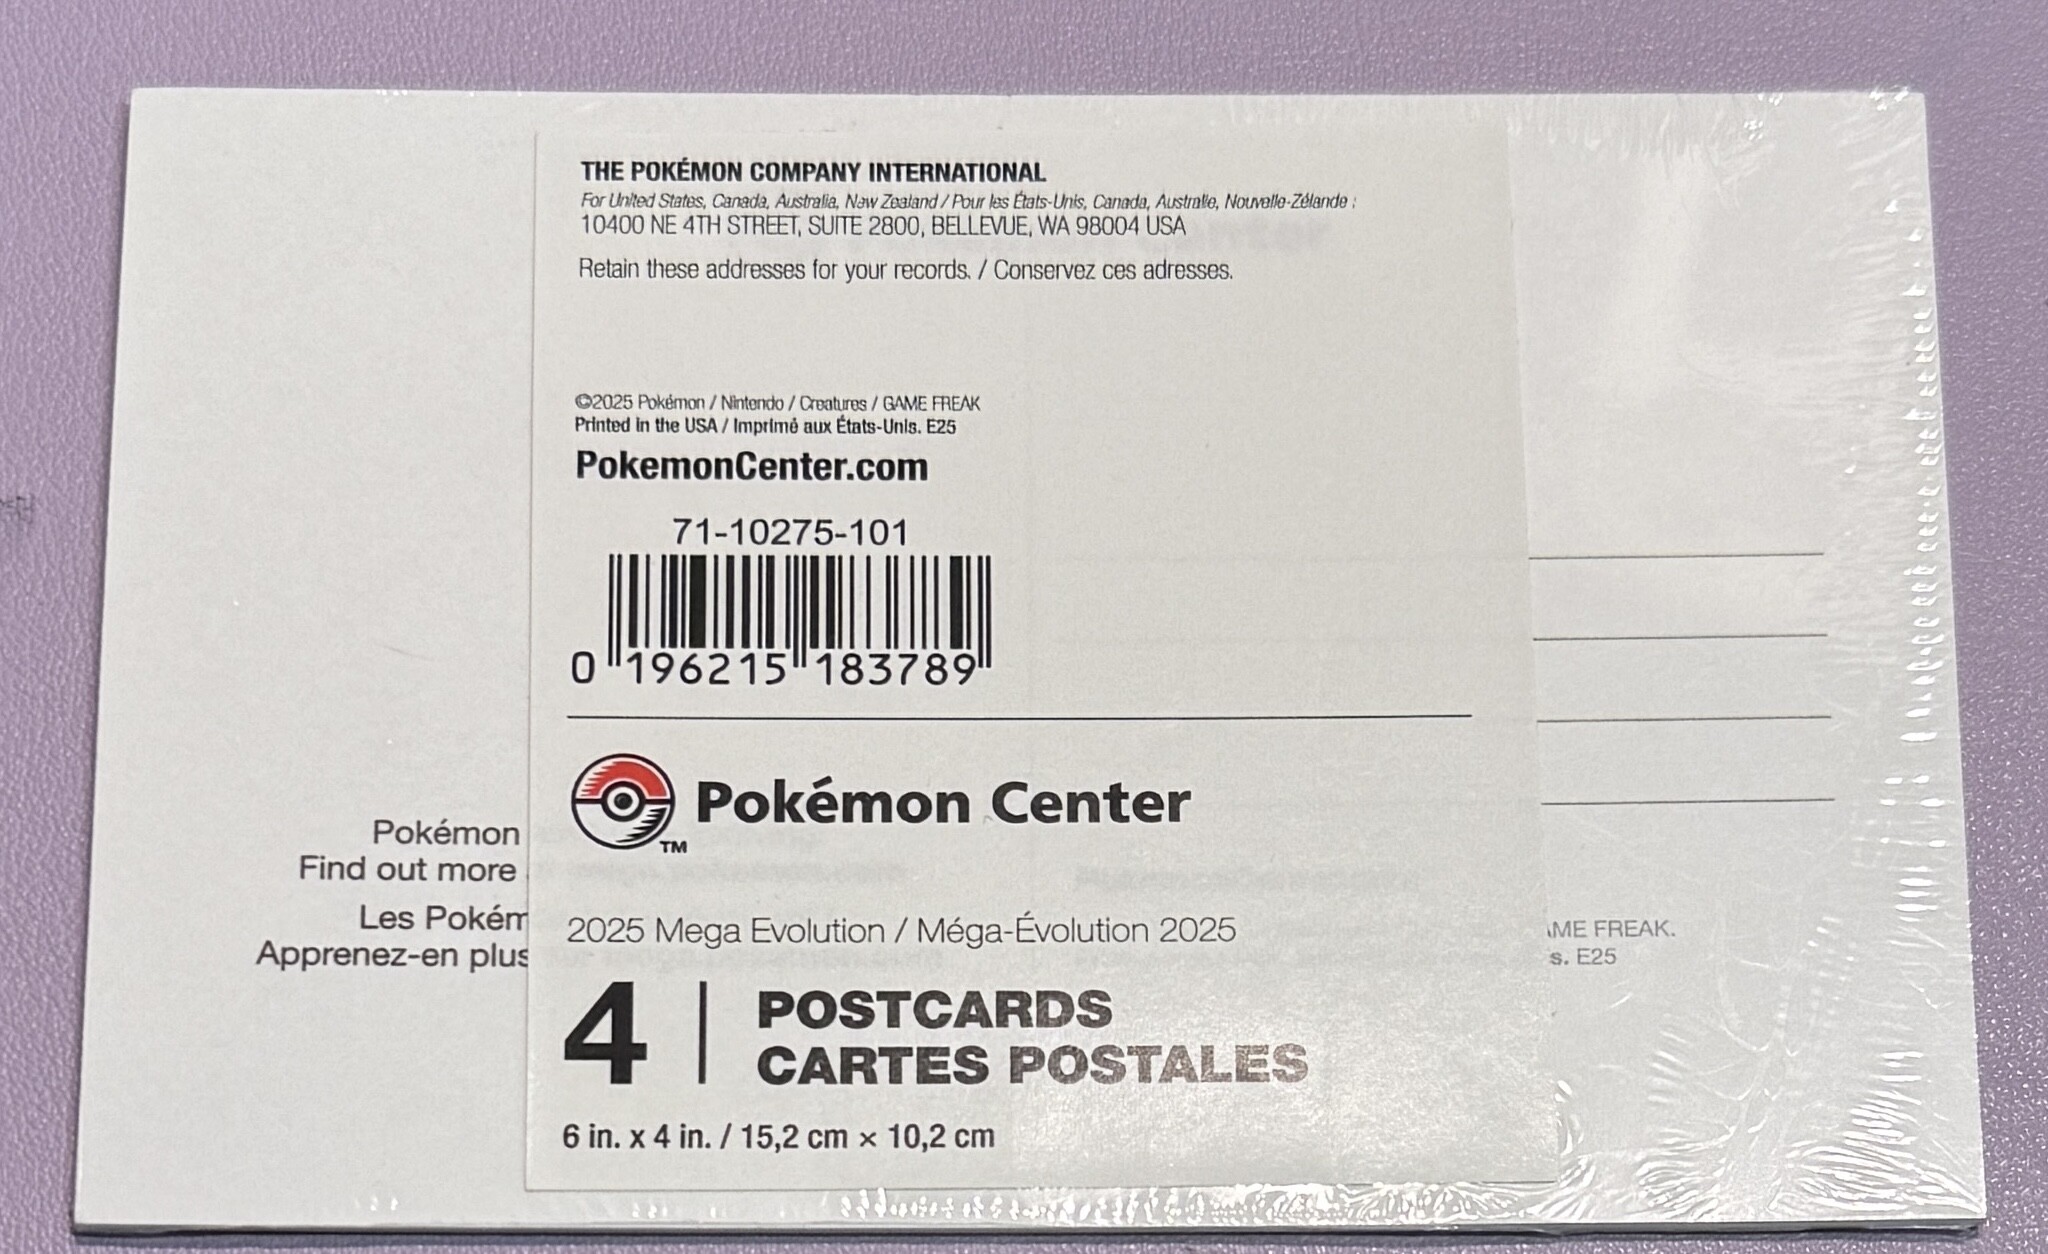 THE POKÉMON COMPANY INTERNATIONAL
For United States, Canada, Australia, New Zealand / Pour les États-Unis, Canada, Australie, Nouvelle-Zélande :
10400 NE 4TH STREET, SUITE 2800, BELLEVUE, WA 98004 USA
Retain these addresses for your records. / Conservez ces adresses.
©2025 Pokémon / Nintendo / Creatures / GAME FREAK
Printed in the USA / Imprimé aux États-Unis. E25
PokemonCenter.com
71-10275-101
0 196215 183789
Pokémon Center
TM
2025 Mega Evolution / Méga-Évolution 2025
4 | POSTCARDS
CARTES POSTALES
6 in. x 4 in. / 15,2 cm × 10,2 cm
Pokémon
Find out more
Les Pokém
Apprenez-en plus
AME FREAK.
s. E25